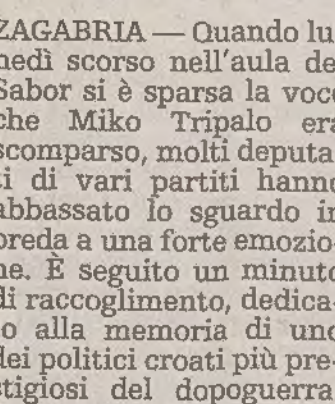 ZAGABRIA — Quando lu-
nedì scorso nell'aula del
Sabor si è sparsa la voce
che Miko Tripalo era
scomparso, molti deputa-
ti di vari partiti hanno
abbassato lo sguardo in
preda a una forte emozio-
ne. È seguito un minuto
di raccoglimento, dedica-
to alla memoria di uno
dei politici croati più pre-
stigiosi del dopoguerra